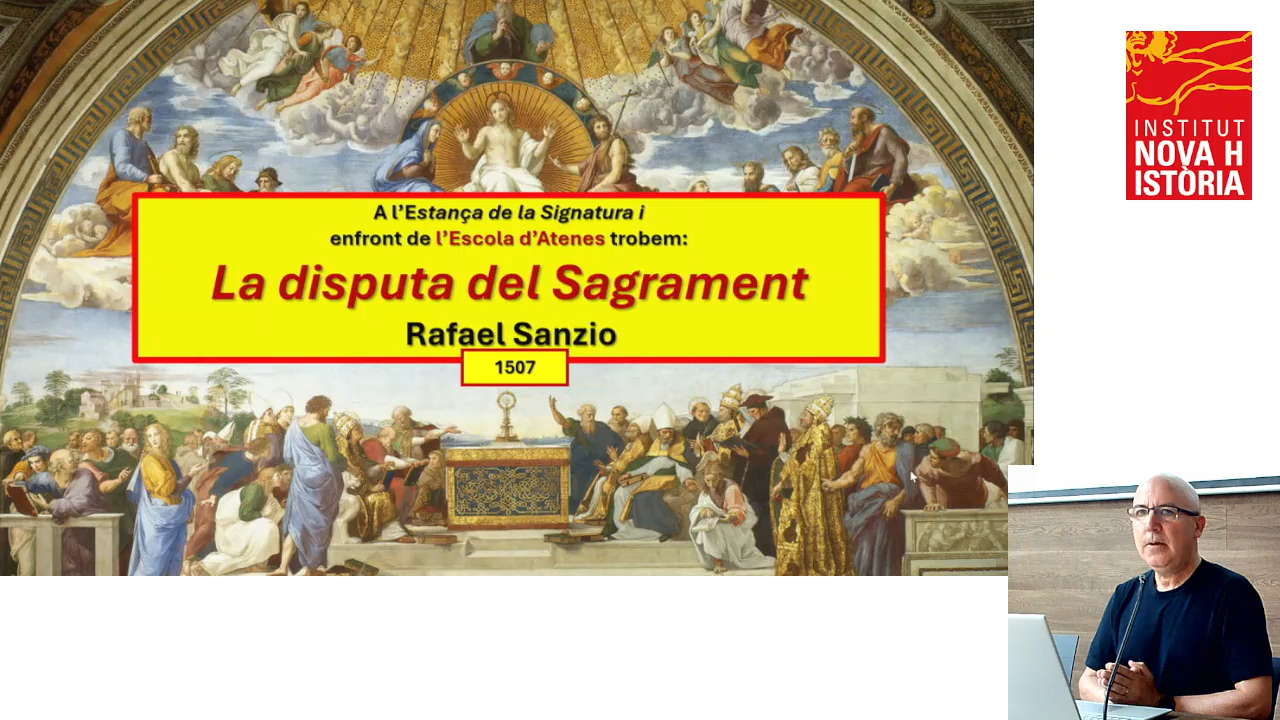 A l'Estança de la Signatura i
enfront de l'Escola d'Atenes trobem:
La disputa del Sagrament
Rafael Sanzio
1507
INSTITUT
NOVA H
ISTÒRIA